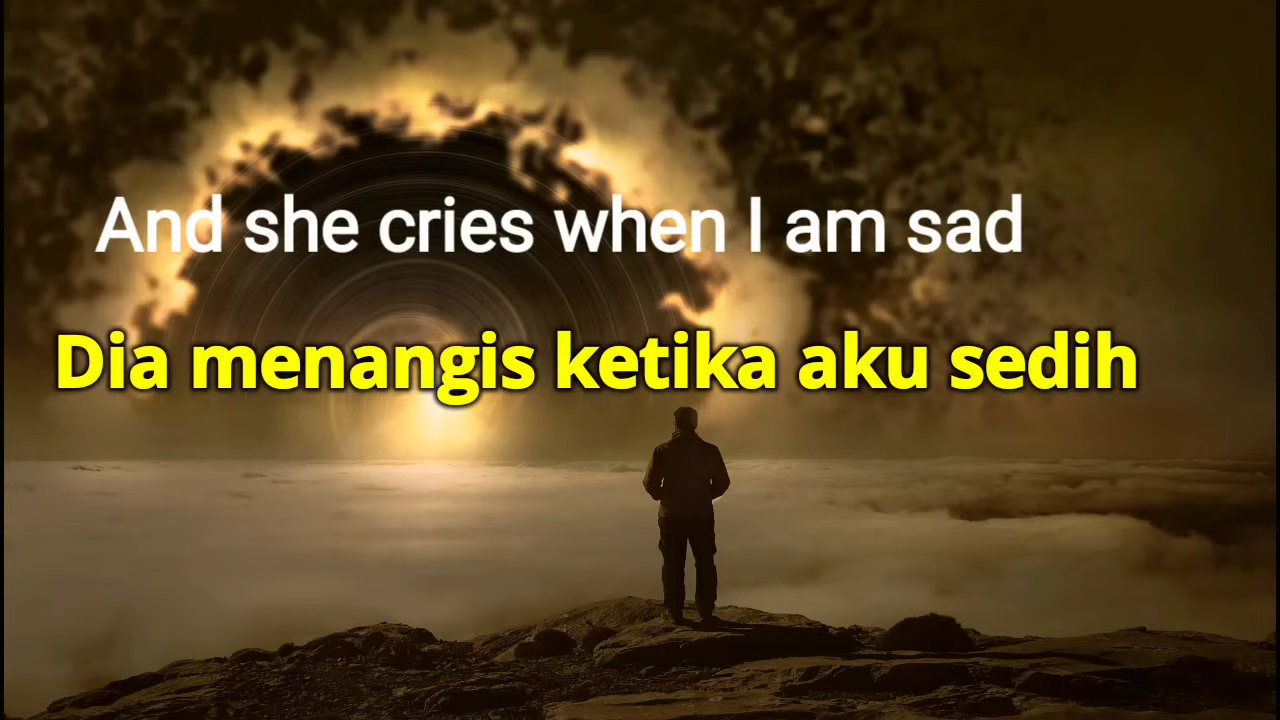 And she cries when I am sad
Dia menangis ketika aku sedih